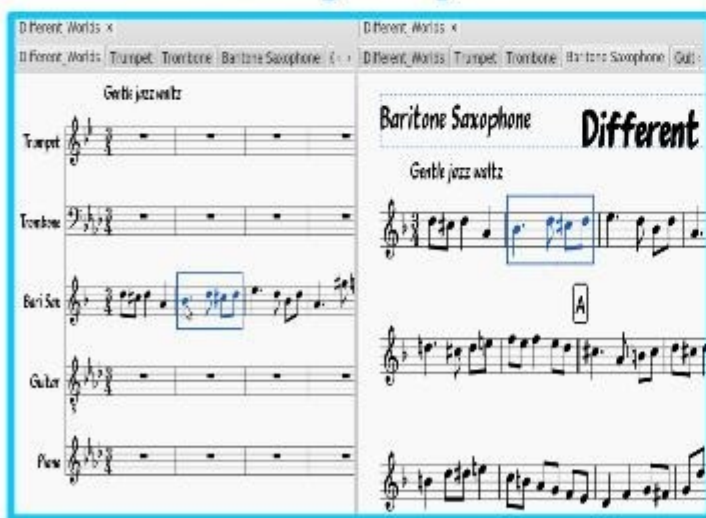 Different_Worlds ×
Different_Worlds Trumpet Trombone Baritone Saxophone
Gentle jazz waltz
Trumpet
Trombone
Bari Sax
Guitar
Piano
Different_Worlds ×
Different_Worlds Trumpet Trombone Baritone Saxophone Guit
Baritone Saxophone
Different
Gentle jazz waltz
A